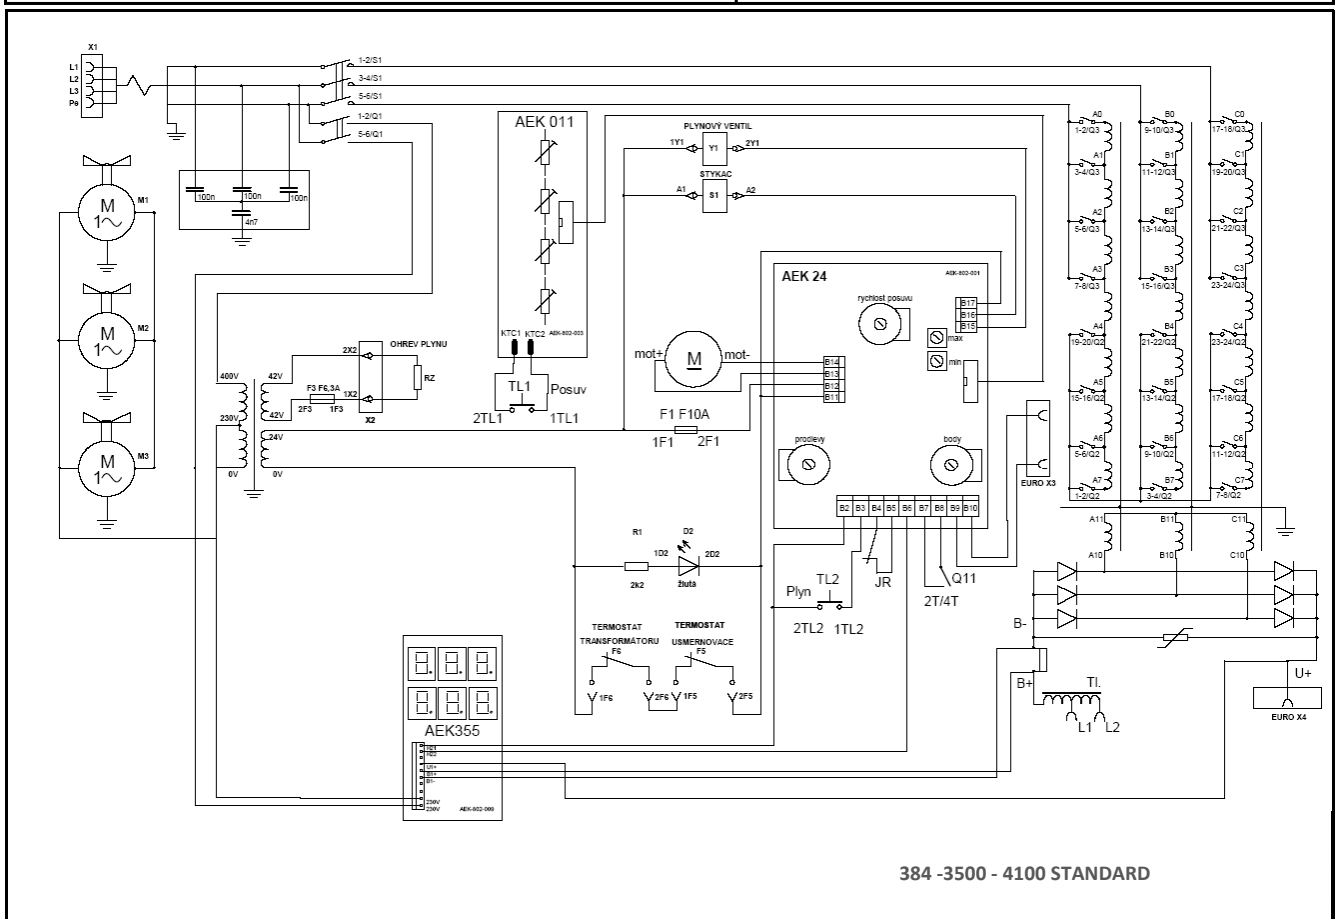 X1
L1
L2
L3
Pe
1-2/S1
3-4/S1
5-6/S1
1-2/Q1
5-6/Q1
100n
100n
100n
4n7
M
1
M1
M
1
M2
M
1
M3
AEK 011
KTC1
KTC2
AEK-802-003
TL1
Posuv
2TL1
1TL1
PLYNOVÝ VENTIL
1Y1
Y1
2Y1
STYKAC
A1
S1
A2
AEK 24
AEK-802-001
rychlost posuvu
B17
B16
B15
max
min
mot+
M
mot-
B14
B13
B12
B11
F1 F10A
1F1
2F1
prodlevy
body
B2
B3
B4
B5
B6
B7
B8
B9
B10
EURO X3
OHREV PLYNU
2X2
RZ
1X2
X2
F3 F6,3A
2F3
1F3
400V
230V
0V
42V
42V
24V
0V
R1
2k2
D2
1D2
2D2
žlutá
Plyn
TL2
2TL2
1TL2
JR
Q11
2T/4T
TERMOSTAT
TRANSFORMÁTORU
F6
1F6
2F6
TERMOSTAT
USMERNOVACE
F5
1F5
2F5
AEK355
H21
H22
U1+
B1+
B1-
230V
230V
AEK-802-009
A0
1-2/Q3
A1
3-4/Q3
A2
5-6/Q3
A3
7-8/Q3
A4
19-20/Q3
A5
15-16/Q2
A6
5-6/Q2
A7
1-2/Q2
B0
9-10/Q3
B1
11-12/Q3
B2
13-14/Q3
B3
15-16/Q3
B4
21-22/Q3
B5
13-14/Q2
B6
9-10/Q2
B7
3-4/Q2
C0
17-18/Q3
C1
19-20/Q3
C2
21-22/Q3
C3
23-24/Q3
C4
23-24/Q2
C5
17-18/Q2
C6
11-12/Q2
C7
7-8/Q2
A11
A10
B11
B10
C11
C10
B-
B+
Tl.
L1
L2
U+
EURO X4
384 -3500 - 4100 STANDARD